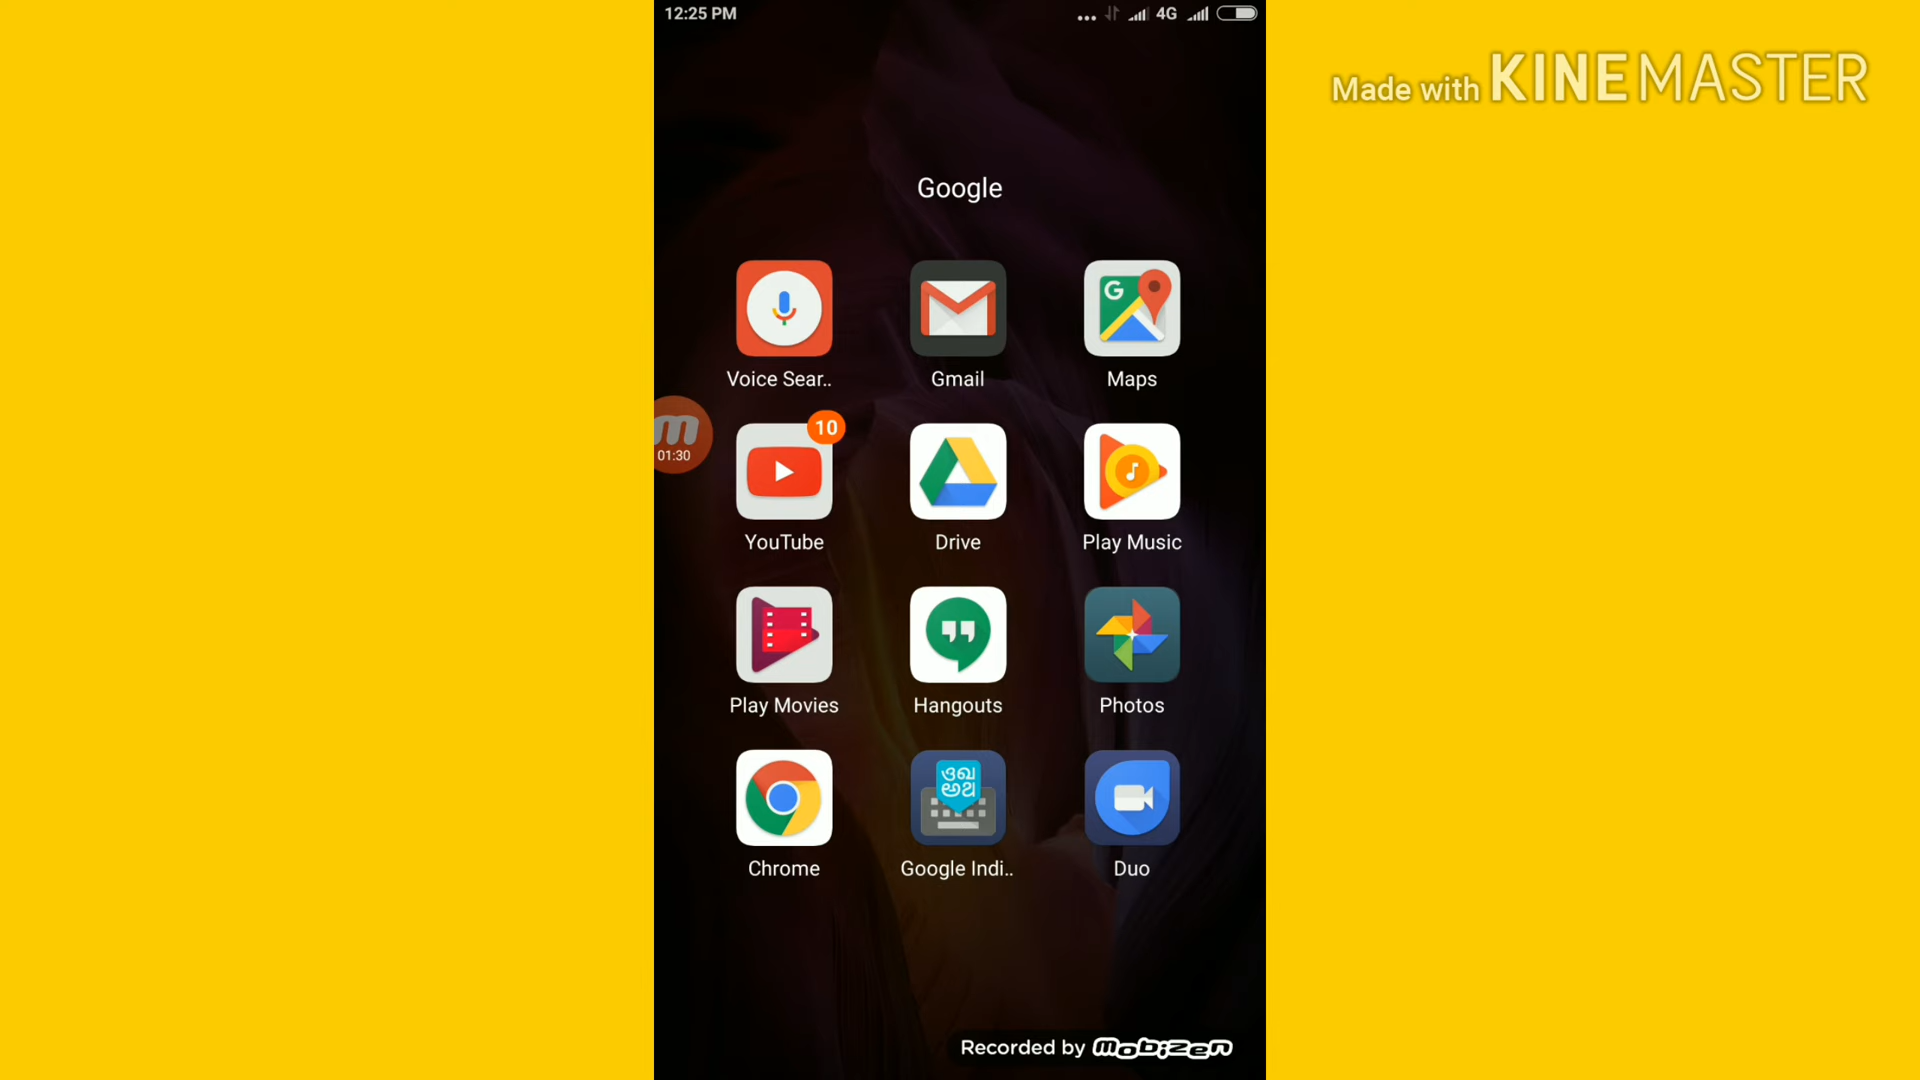 12:25 PM
4G
Made with KINEMASTER
Google
G
Voice Sear..
Gmail
Maps
10
m
01:30
YouTube
Drive
Play Music
Play Movies
Hangouts
Photos
Chrome
Google Indi..
Duo
Recorded by mobizen